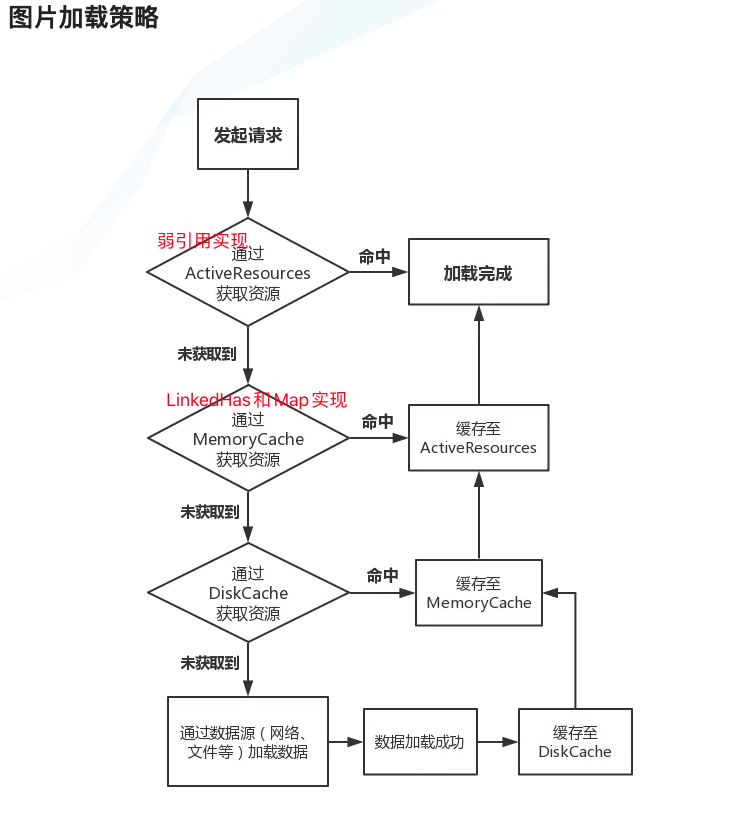 图片加载策略
发起请求
弱引用实现
通过
ActiveResources
获取资源
命中
加载完成
未获取到
LinkedHas和Map实现
通过
MemoryCache
获取资源
命中
缓存至
ActiveResources
未获取到
通过
DiskCache
获取资源
命中
缓存至
MemoryCache
未获取到
通过数据源（网络、
文件等）加载数据
数据加载成功
缓存至
DiskCache